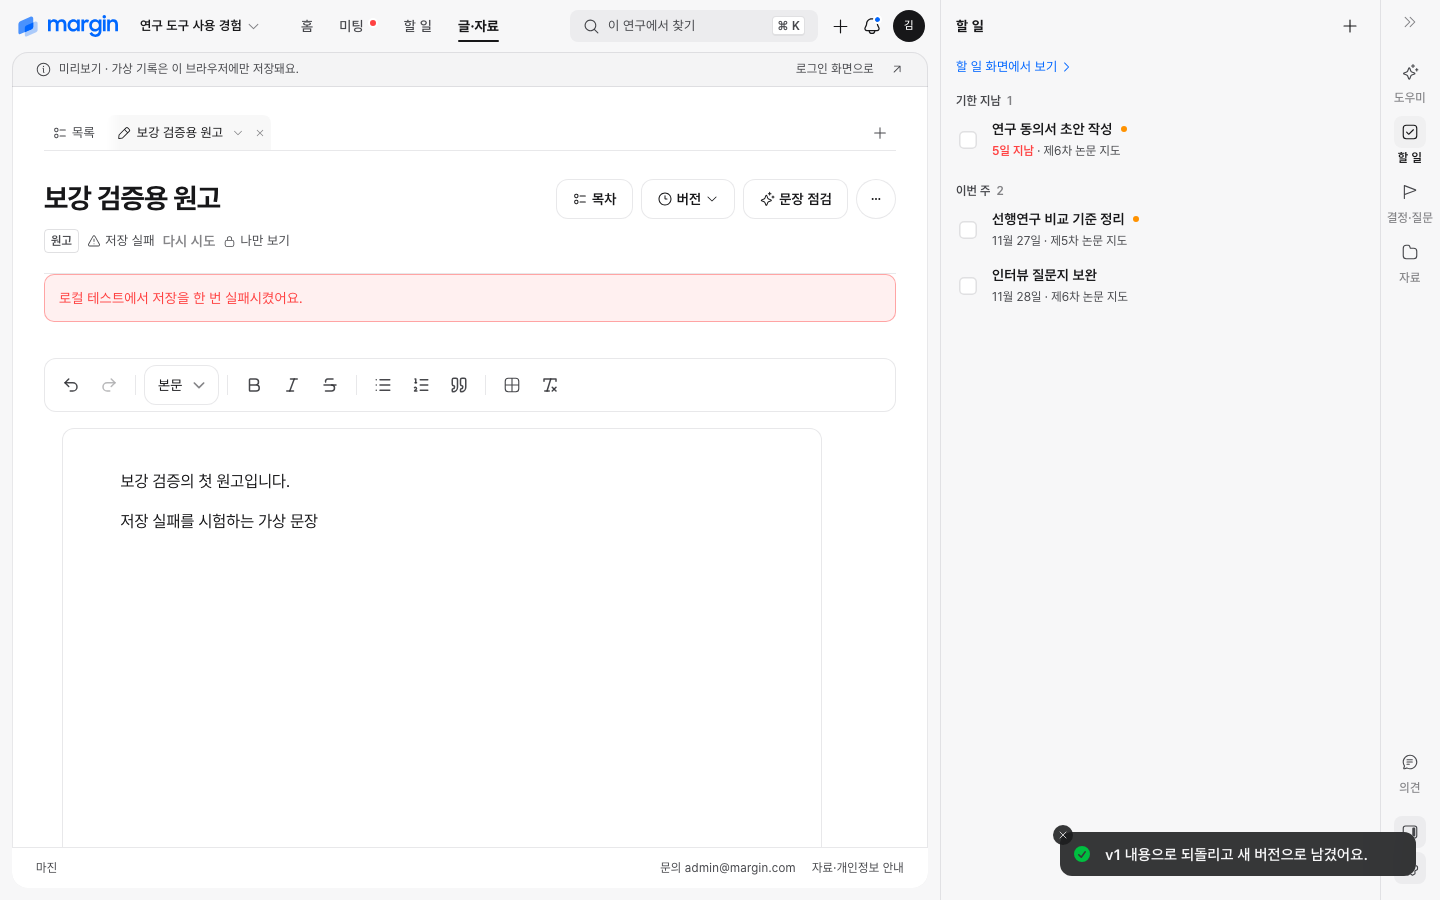 margin
연구 도구 사용 경험
홈
미팅
할 일
글·자료
이 연구에서 찾기
⌘ K
김
미리보기 · 가상 기록은 이 브라우저에만 저장돼요.
로그인 화면으로
목록
보강 검증용 원고
보강 검증용 원고
목차
버전
문장 점검
원고
저장 실패
다시 시도
나만 보기
로컬 테스트에서 저장을 한 번 실패시켰어요.
본문
보강 검증의 첫 원고입니다.
저장 실패를 시험하는 가상 문장
마진
문의 admin@margin.com
자료·개인정보 안내
할 일
할 일 화면에서 보기
기한 지남 1
연구 동의서 초안 작성
5일 지남 · 제6차 논문 지도
이번 주 2
선행연구 비교 기준 정리
11월 27일 · 제5차 논문 지도
인터뷰 질문지 보완
11월 28일 · 제6차 논문 지도
도우미
할 일
결정·질문
자료
의견
v1 내용으로 되돌리고 새 버전으로 남겼어요.